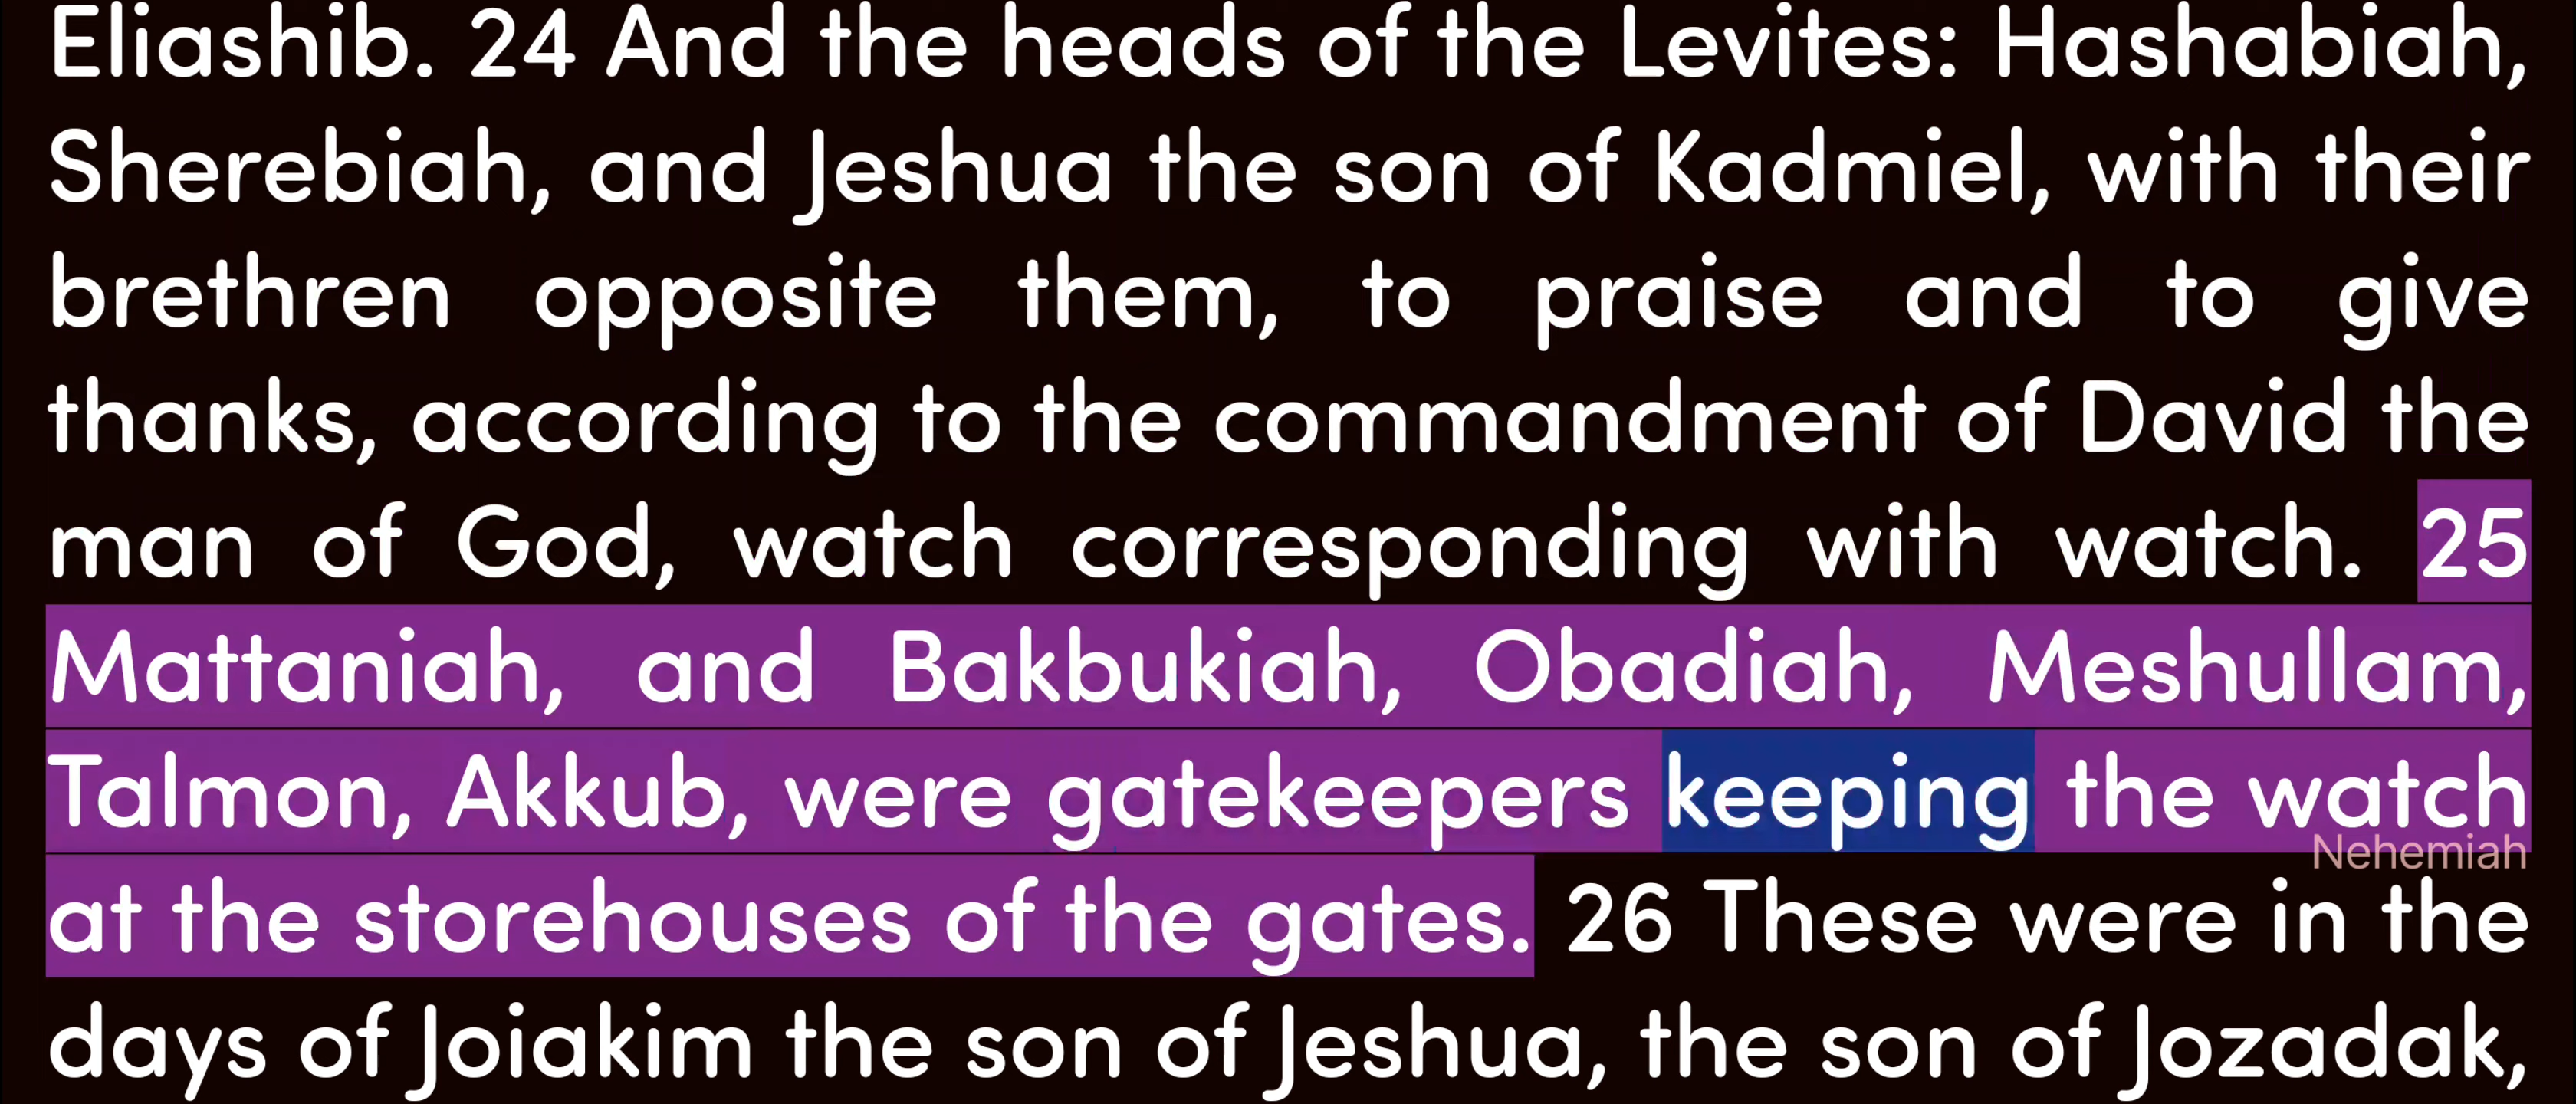 Eliashib. 24 And the heads of the Levites: Hashabiah,
Sherebiah, and Jeshua the son of Kadmiel, with their
brethren opposite them, to praise and to give
thanks, according to the commandment of David the
man of God, watch corresponding with watch. 25
Mattaniah, and Bakbukiah, Obadiah, Meshullam,
Talmon, Akkub, were gatekeepers keeping the watch
Nehemiah
at the storehouses of the gates. 26 These were in the
days of Joiakim the son of Jeshua, the son of Jozadak,